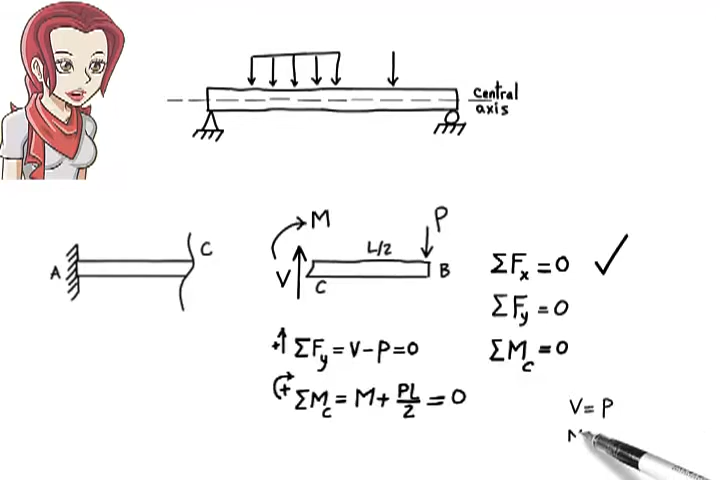 central
axis
M
P
L/2
V
C
B
A
C
ΣFx = 0 ✓
ΣFy = 0
ΣMc = 0
+↑ ΣFy = V - P = 0
+ ΣMc = M + PL/2 = 0
V = P
M